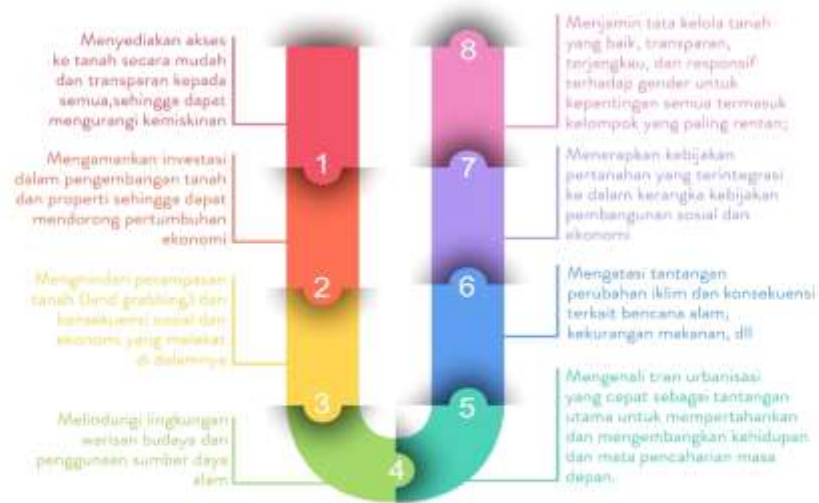 Menyediakan akses
ke tanah secara mudah
dan transparan kepada
semua,sehingga dapat
mengurangi kemiskinan
1
Mengamankan investasi
dalam pengembangan tanah
dan properti sehingga dapat
mendorong pertumbuhan
ekonomi
2
Menghindari perampasan
tanah (land grabbing) dan
konsekuensi sosial dan
ekonomi yang melekat
di dalamnya
3
Melindungi lingkungan
warisan budaya dan
penggunaan sumber daya
alam
4
5
Mengenali tren urbanisasi
yang cepat sebagai tantangan
utama untuk mempertahankan
dan mengembangkan kehidupan
dan mata pencaharian masa
depan.
6
Mengatasi tantangan
perubahan iklim dan konsekuensi
terkait bencana alam,
kekurangan makanan, dll
7
Menerapkan kebijakan
pertanahan yang terintegrasi
ke dalam kerangka kebijakan
pembangunan sosial dan
ekonomi
8
Menjamin tata kelola tanah
yang baik, transparan,
terjangkau, dan responsif
terhadap gender untuk
kepentingan semua termasuk
kelompok yang paling rentan;